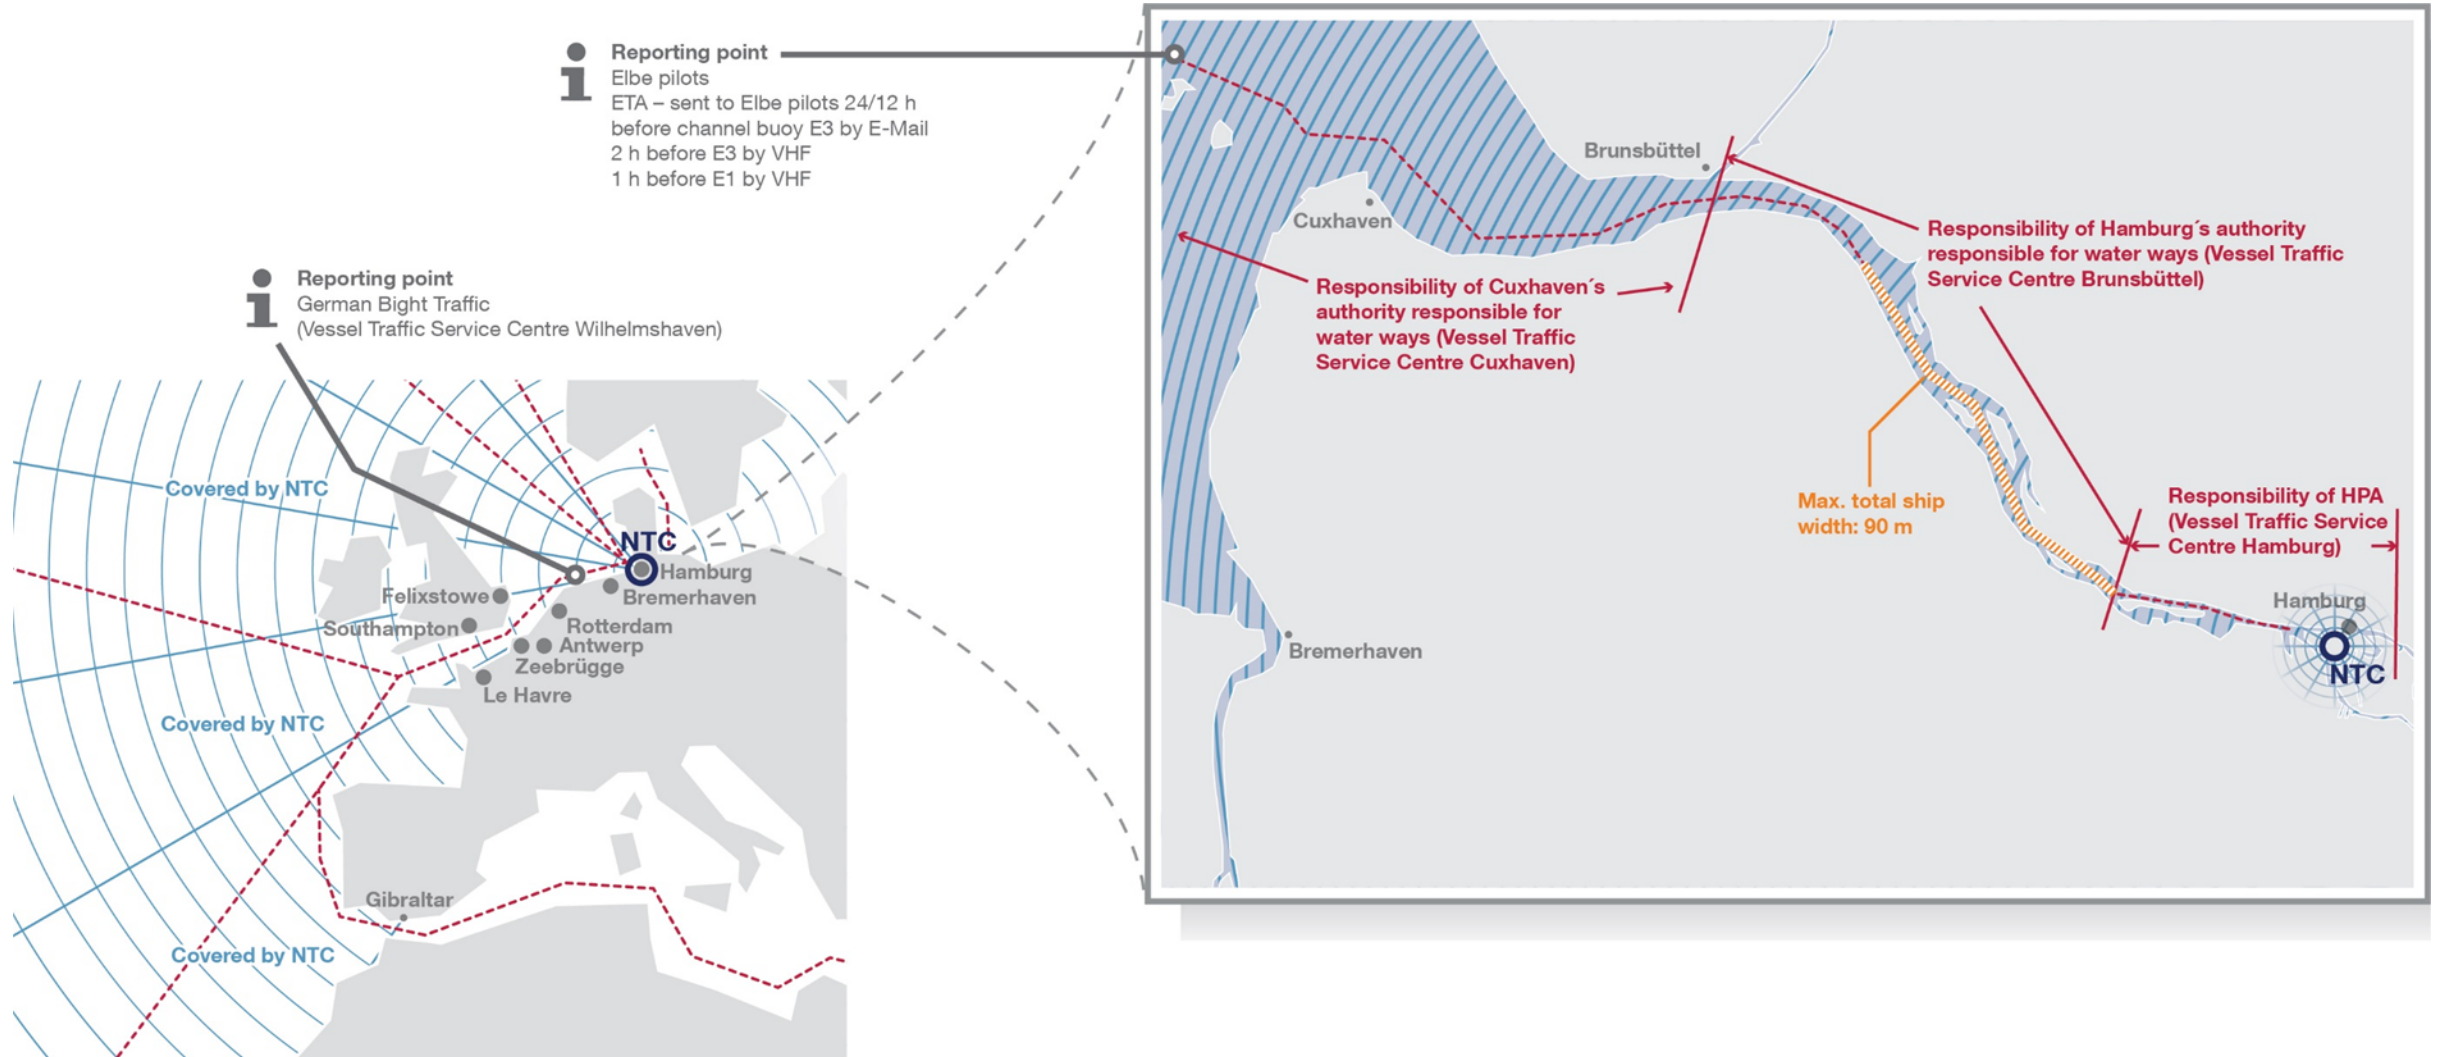 Reporting point
Elbe pilots
ETA – sent to Elbe pilots 24/12 h
before channel buoy E3 by E-Mail
2 h before E3 by VHF
1 h before E1 by VHF
Reporting point
German Bight Traffic
(Vessel Traffic Service Centre Wilhelmshaven)
Covered by NTC
NTC
Hamburg
Bremerhaven
Felixstowe
Southampton
Rotterdam
Antwerp
Zeebrügge
Le Havre
Covered by NTC
Gibraltar
Covered by NTC
Brunsbüttel
Cuxhaven
Responsibility of Hamburg´s authority
responsible for water ways (Vessel Traffic
Service Centre Brunsbüttel)
Responsibility of Cuxhaven´s
authority responsible for
water ways (Vessel Traffic
Service Centre Cuxhaven)
Max. total ship
width: 90 m
Responsibility of HPA
(Vessel Traffic Service
Centre Hamburg)
Hamburg
NTC
Bremerhaven